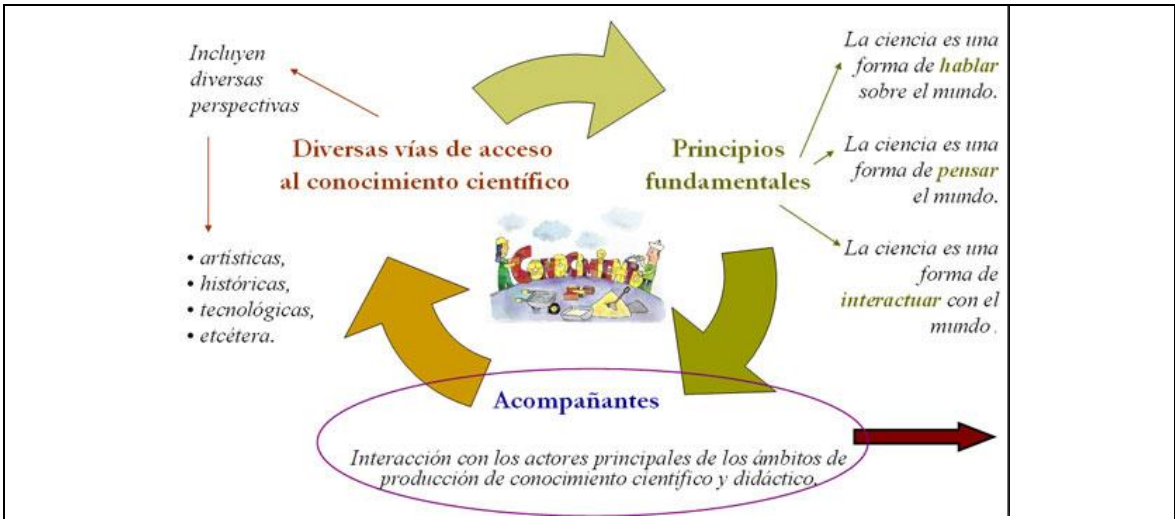 Incluyen
diversas
perspectivas
Diversas vías de acceso
al conocimiento científico
• artísticas,
• históricas,
• tecnológicas,
• etcétera.
Principios
fundamentales
La ciencia es una
forma de hablar
sobre el mundo.
La ciencia es una
forma de pensar
el mundo.
La ciencia es una
forma de
interactuar con el
mundo .
CONOCIMIENTO
Acompañantes
Interacción con los actores principales de los ámbitos de
producción de conocimiento científico y didáctico.